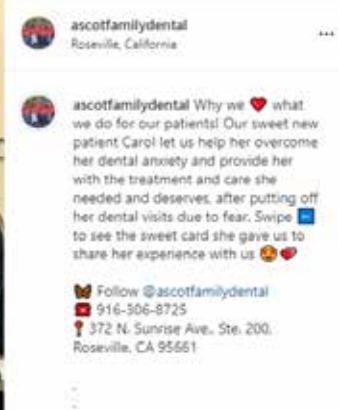 ascotfamilydental
Roseville, California
ascotfamilydental Why we ❤️ what
we do for our patients! Our sweet new
patient Carol let us help her overcome
her dental anxiety and provide her
with the treatment and care she
needed and deserves, after putting off
her dental visits due to fear. Swipe
to see the sweet card she gave us to
share her experience with us 🤩💕
🦋 Follow @ascotfamilydental
☎️ 916-306-8725
📍 372 N. Sunrise Ave., Ste. 200,
Roseville, CA 95661
.
.
.